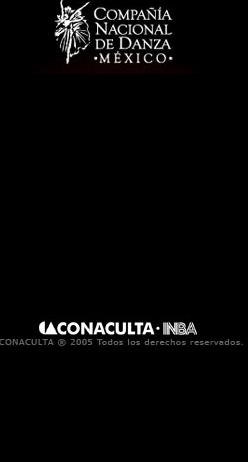 COMPAÑÍA
NACIONAL
DE DANZA
•MÉXICO•
CONACULTA · INBA
CONACULTA ® 2005 Todos los derechos reservados.